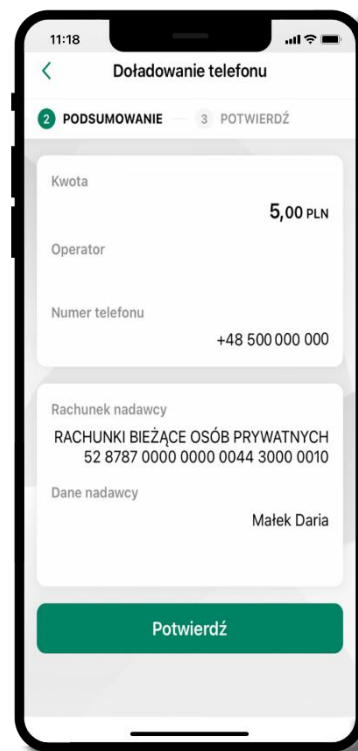 11:18
Doładowanie telefonu
2 PODSUMOWANIE 3 POTWIERDŹ
Kwota
5,00 PLN
Operator
Numer telefonu
+48 500 000 000
Rachunek nadawcy
RACHUNKI BIEŻĄCE OSÓB PRYWATNYCH
52 8787 0000 0000 0044 3000 0010
Dane nadawcy
Małek Daria
Potwierdź